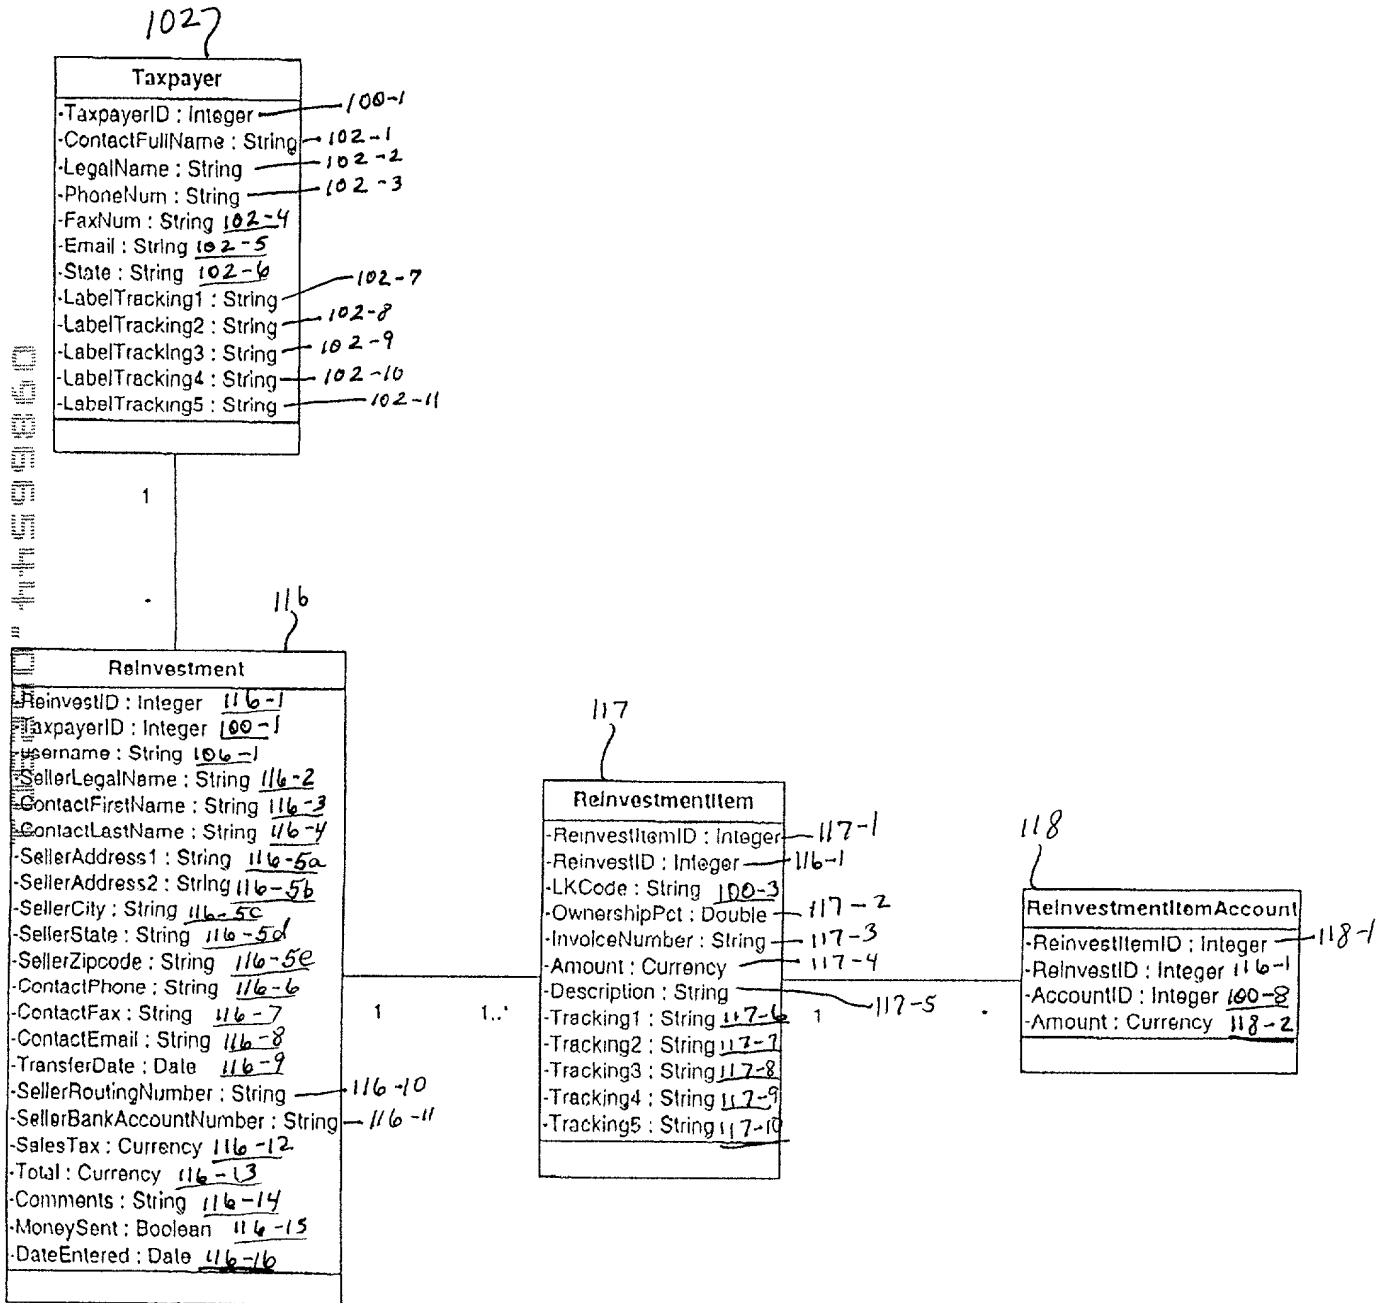 102
Taxpayer
-TaxpayerID : Integer 100-1
-ContactFullName : String 102-1
-LegalName : String 102-2
-PhoneNum : String 102-3
-FaxNum : String 102-4
-Email : String 102-5
-State : String 102-6
-LabelTracking1 : String 102-7
-LabelTracking2 : String 102-8
-LabelTracking3 : String 102-9
-LabelTracking4 : String 102-10
-LabelTracking5 : String 102-11
1
116
Reinvestment
-ReinvestID : Integer 116-1
-TaxpayerID : Integer 100-1
-username : String 106-1
-SellerLegalName : String 116-2
-ContactFirstName : String 116-3
-ContactLastName : String 116-4
-SellerAddress1 : String 116-5a
-SellerAddress2 : String 116-5b
-SellerCity : String 116-5c
-SellerState : String 116-5d
-SellerZipcode : String 116-5e
-ContactPhone : String 116-6
-ContactFax : String 116-7
-ContactEmail : String 116-8
-TransferDate : Date 116-9
-SellerRoutingNumber : String 116-10
-SellerBankAccountNumber : String 116-11
-SalesTax : Currency 116-12
-Total : Currency 116-13
-Comments : String 116-14
-MoneySent : Boolean 116-15
-DateEntered : Date 116-16
1 1..*
117
ReinvestmentItem
-ReinvestItemID : Integer 117-1
-ReinvestID : Integer 116-1
-LKCode : String 100-3
-OwnershipPct : Double 117-2
-InvoiceNumber : String 117-3
-Amount : Currency 117-4
-Description : String 117-5
-Tracking1 : String 117-6
-Tracking2 : String 117-7
-Tracking3 : String 117-8
-Tracking4 : String 117-9
-Tracking5 : String 117-10
1 *
118
ReinvestmentItemAccount
-ReinvestItemID : Integer 118-1
-ReinvestID : Integer 116-1
-AccountID : Integer 100-8
-Amount : Currency 118-2